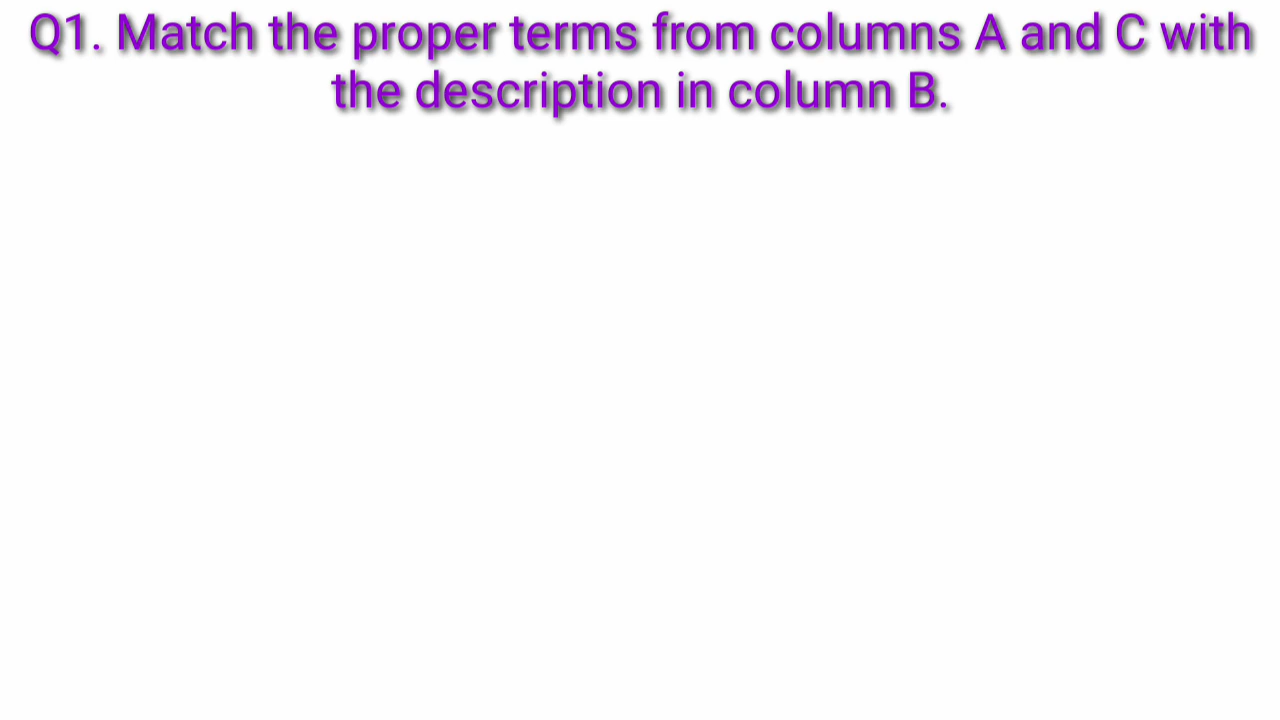 Q1. Match the proper terms from columns A and C with
the description in column B.